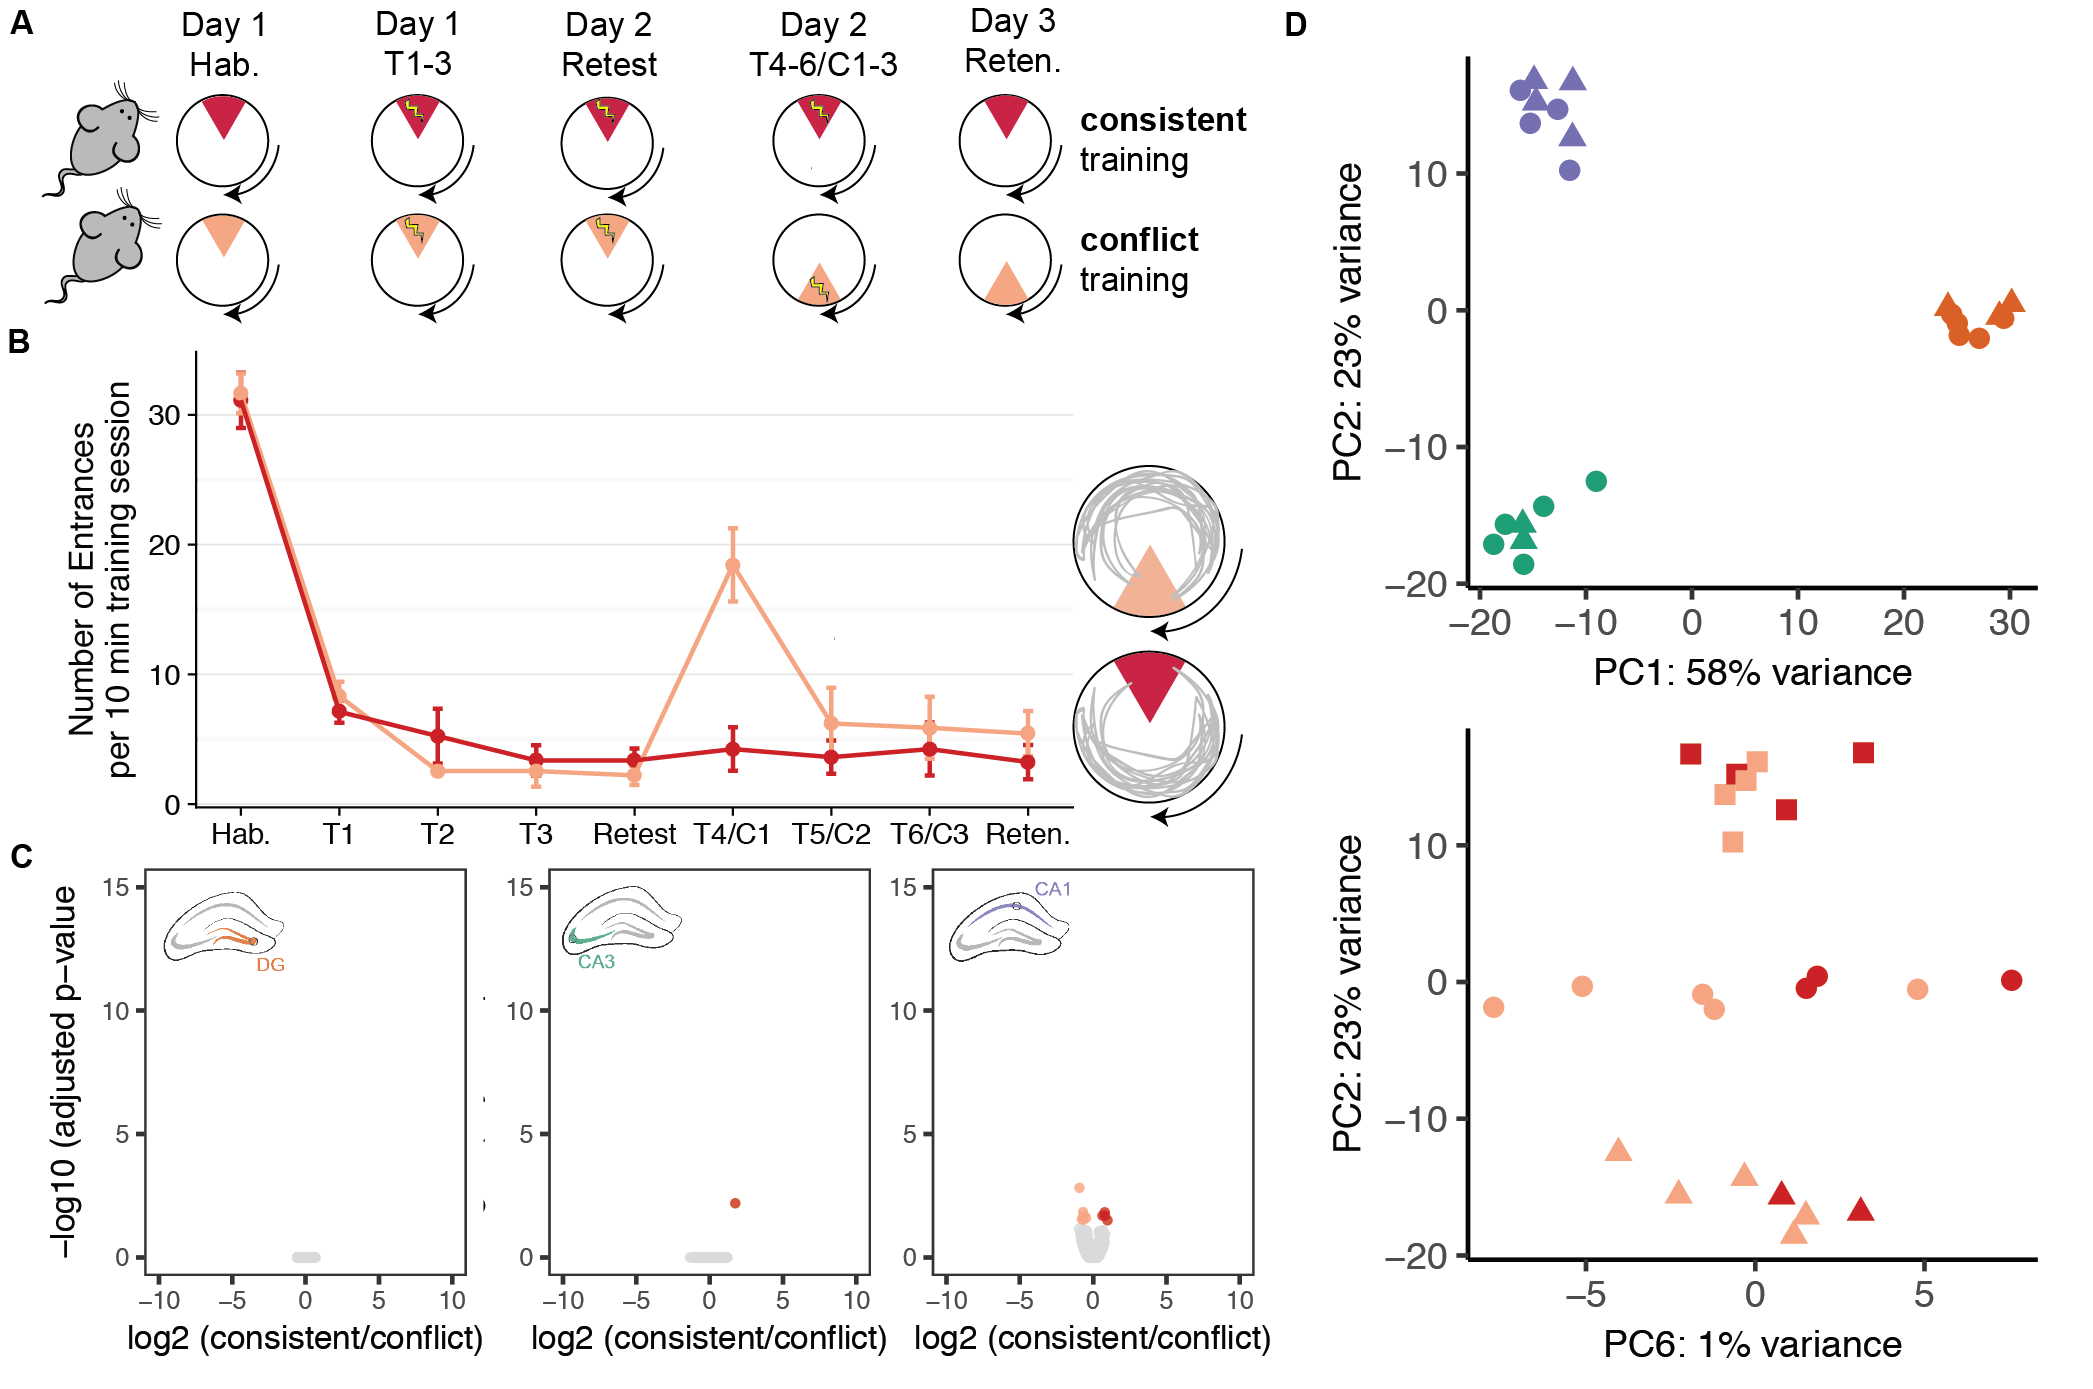 A
Day 1
Hab.
Day 1
T1-3
Day 2
Retest
Day 2
T4-6/C1-3
Day 3
Reten.
consistent
training
conflict
training
B
Number of Entrances
per 10 min training session
30
20
10
0
Hab.
T1
T2
T3
Retest
T4/C1
T5/C2
T6/C3
Reten.
C
−log10 (adjusted p−value
15
10
5
0
DG
−10
−5
0
5
10
log2 (consistent/conflict)
15
10
5
0
CA3
−10
−5
0
5
10
log2 (consistent/conflict)
15
10
5
0
CA1
−10
−5
0
5
10
log2 (consistent/conflict)
D
PC2: 23% variance
10
0
−10
−20
−20
−10
0
10
20
30
PC1: 58% variance
PC2: 23% variance
10
0
−10
−20
−5
0
5
PC6: 1% variance